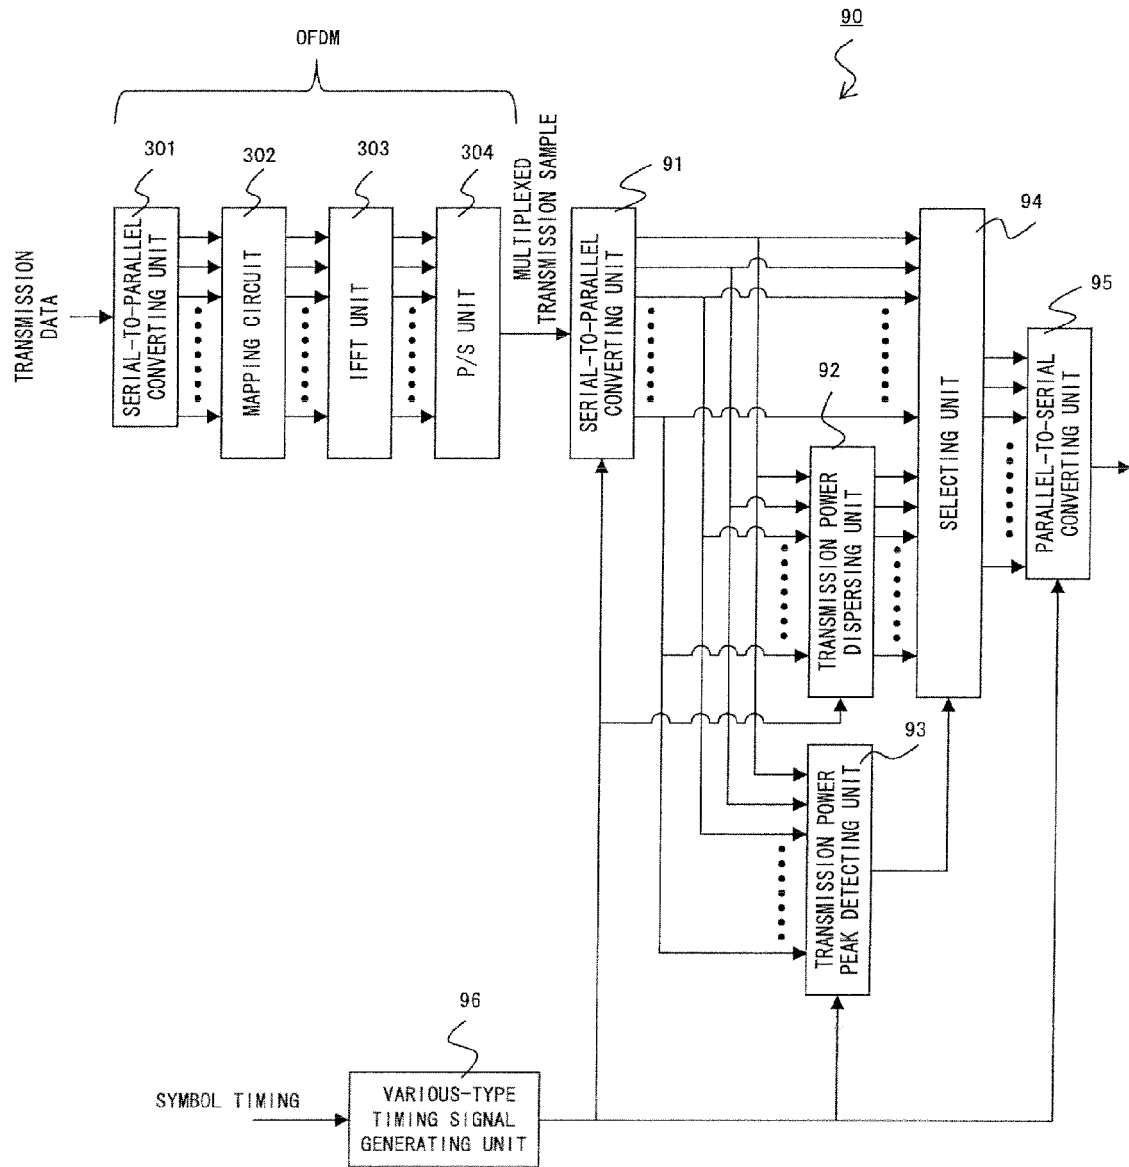 90
OFDM
301
302
303
304
MULTIPLEXED
TRANSMISSION SAMPLE
91
94
95
92
93
96
TRANSMISSION
DATA
SERIAL-TO-PARALLEL
CONVERTING UNIT
MAPPING CIRCUIT
IFFT UNIT
P/S UNIT
SERIAL-TO-PARALLEL
CONVERTING UNIT
TRANSMISSION POWER
DISPERSING UNIT
TRANSMISSION POWER
PEAK DETECTING UNIT
SELECTING UNIT
PARALLEL-TO-SERIAL
CONVERTING UNIT
SYMBOL TIMING
VARIOUS-TYPE
TIMING SIGNAL
GENERATING UNIT